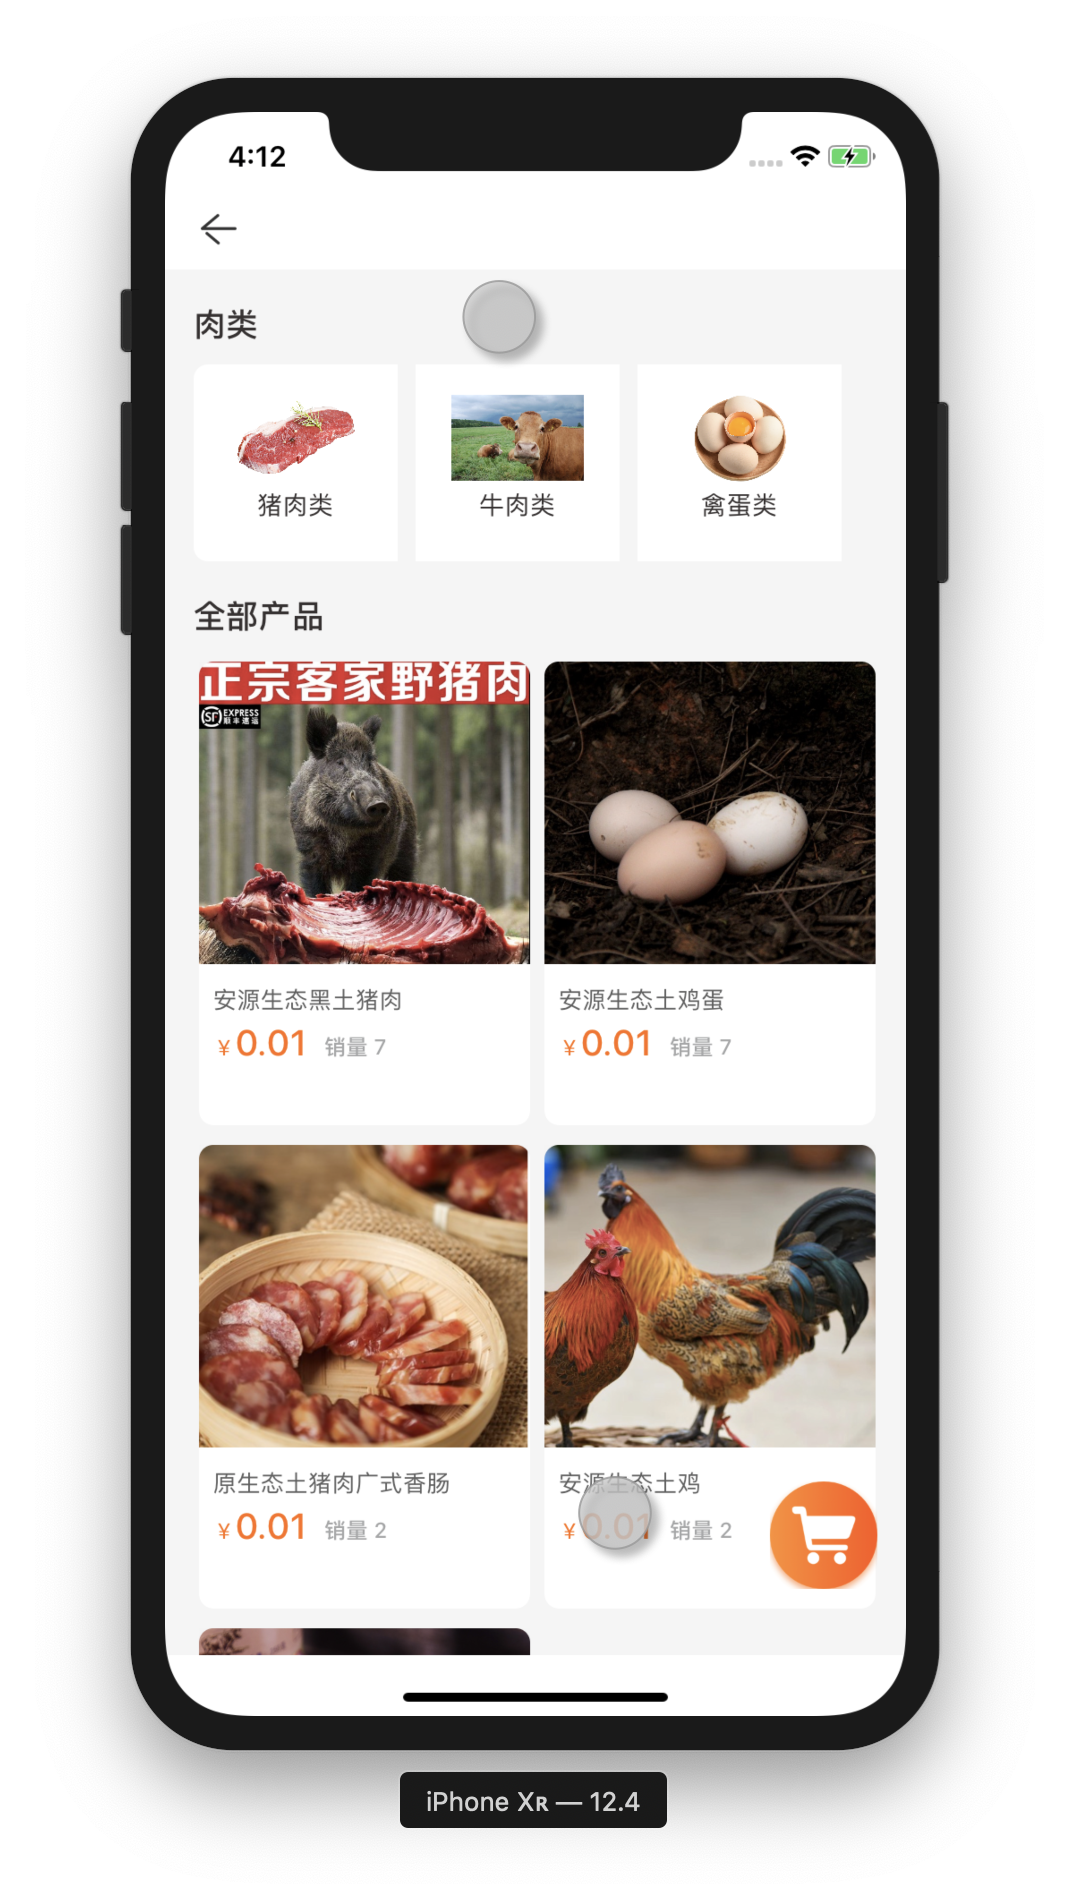 4:12
肉类
猪肉类
牛肉类
禽蛋类
全部产品
正宗客家野猪肉
SF EXPRESS
顺丰速运
安源生态黑土猪肉
¥0.01 销量 7
安源生态土鸡蛋
¥0.01 销量 7
原生态土猪肉广式香肠
¥0.01 销量 2
安源生态土鸡
¥0.01 销量 2
iPhone XR — 12.4